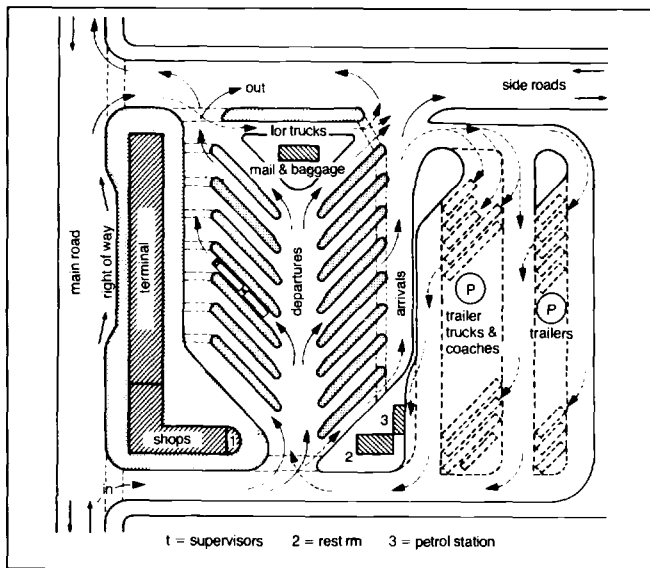 out
side roads
lor trucks
mail & baggage
main road
right of way
terminal
departures
arrivals
P
trailer
trucks &
coaches
P
trailers
shops
1
3
2
in
t = supervisors 2 = rest rm 3 = petrol station